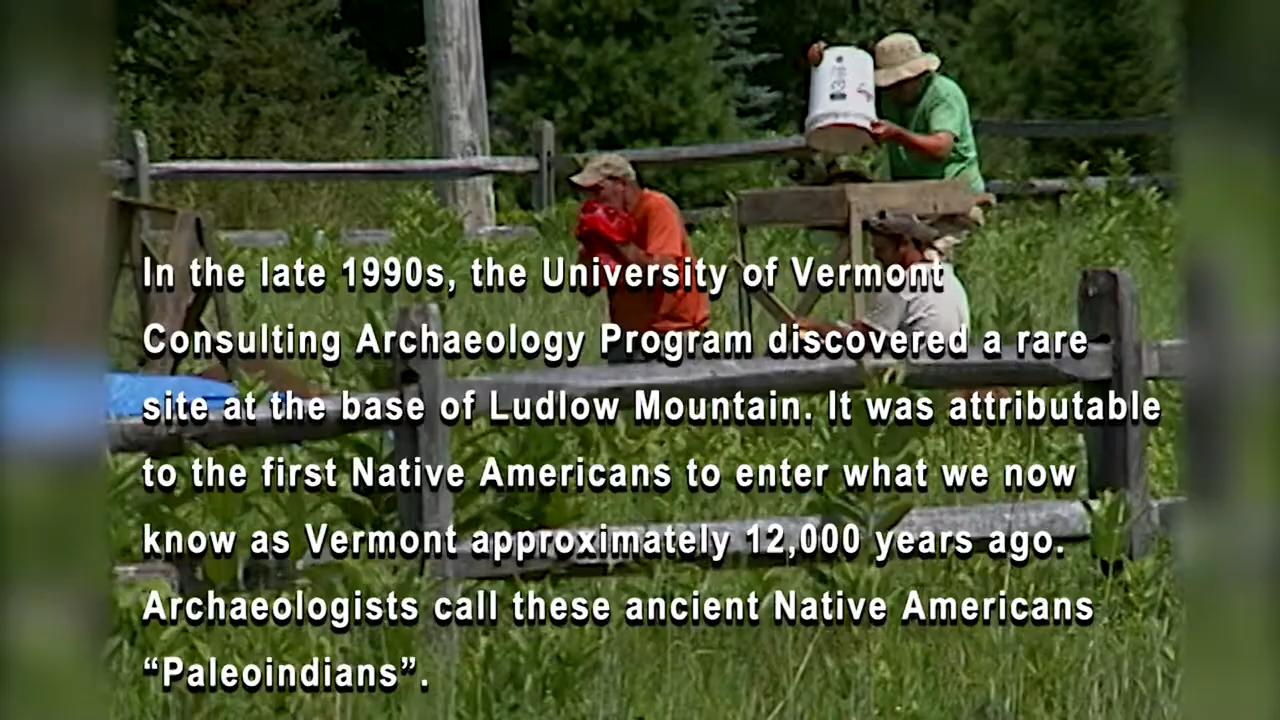 In the late 1990s, the University of Vermont
Consulting Archaeology Program discovered a rare
site at the base of Ludlow Mountain. It was attributable
to the first Native Americans to enter what we now
know as Vermont approximately 12,000 years ago.
Archaeologists call these ancient Native Americans
“Paleoindians”.